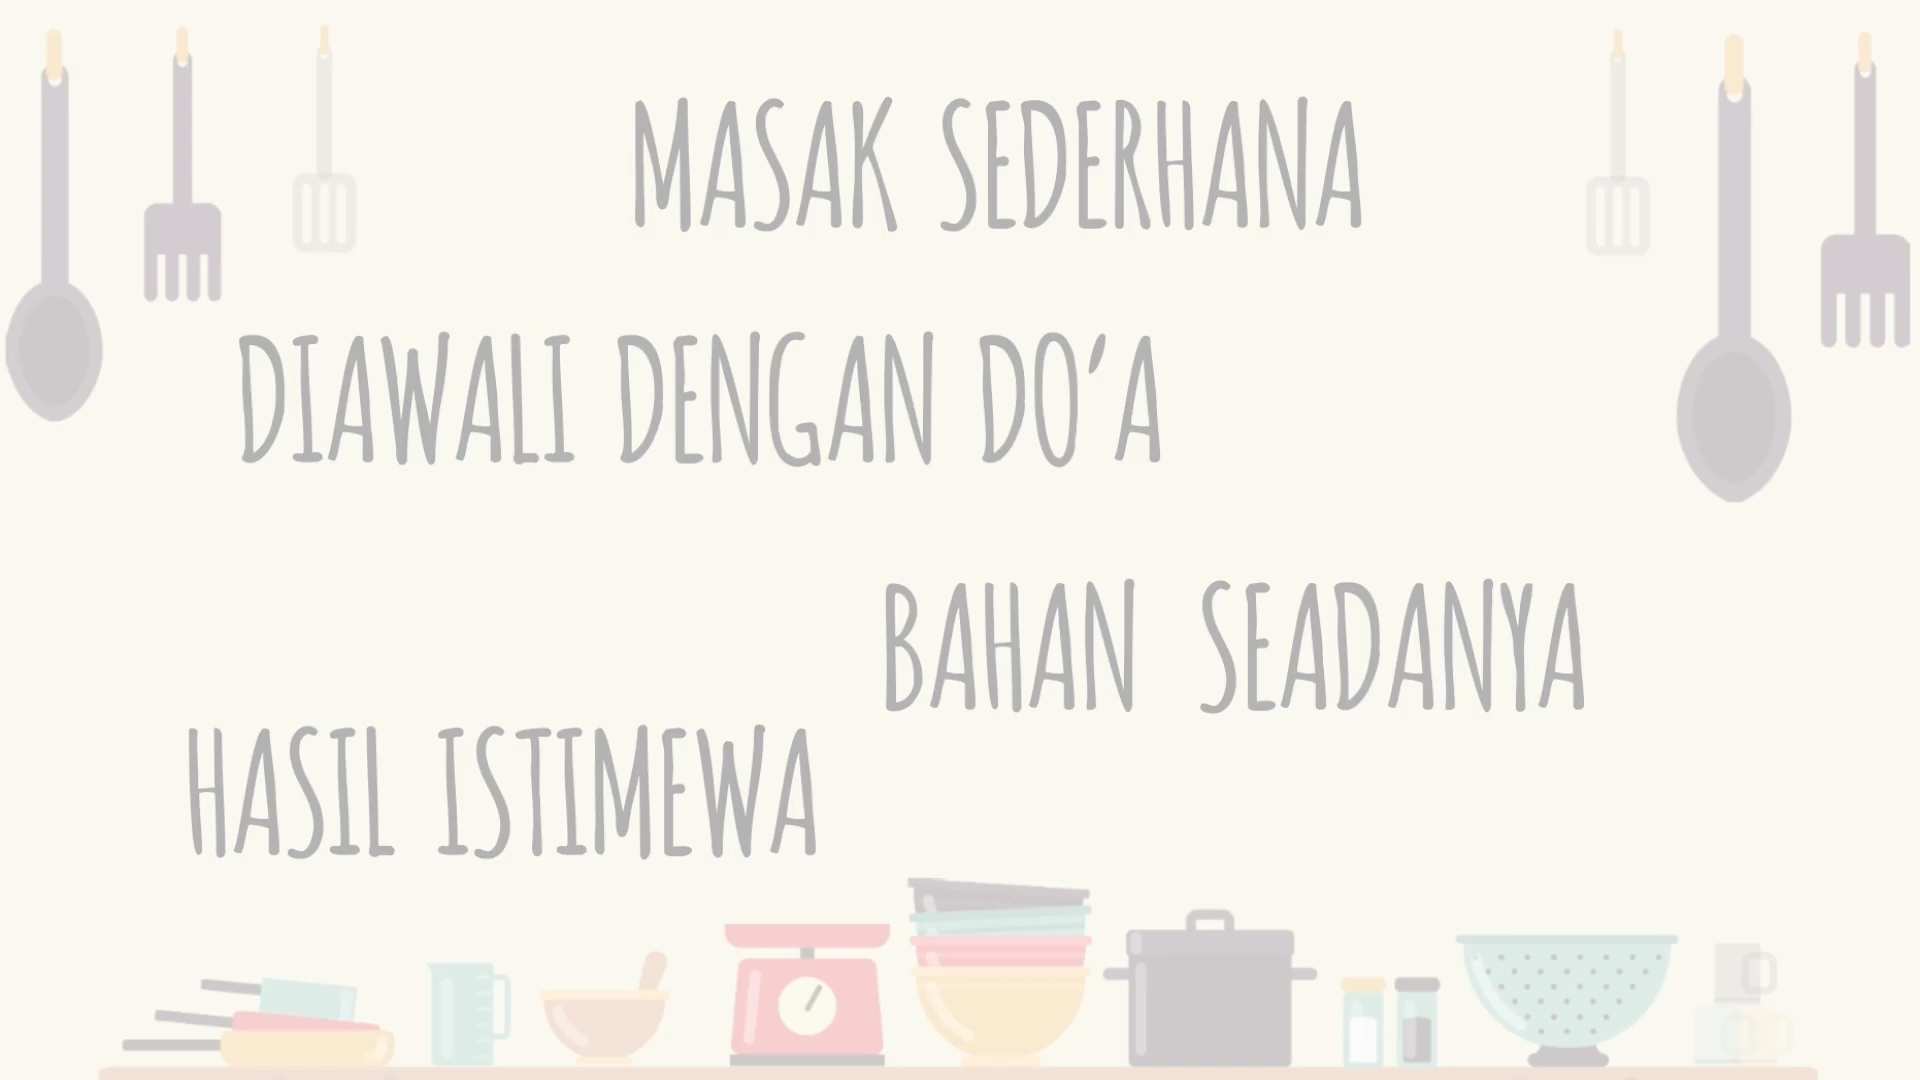 MASAK SEDERHANA
DIAWALI DENGAN DO’A
BAHAN SEADANYA
HASIL ISTIMEWA